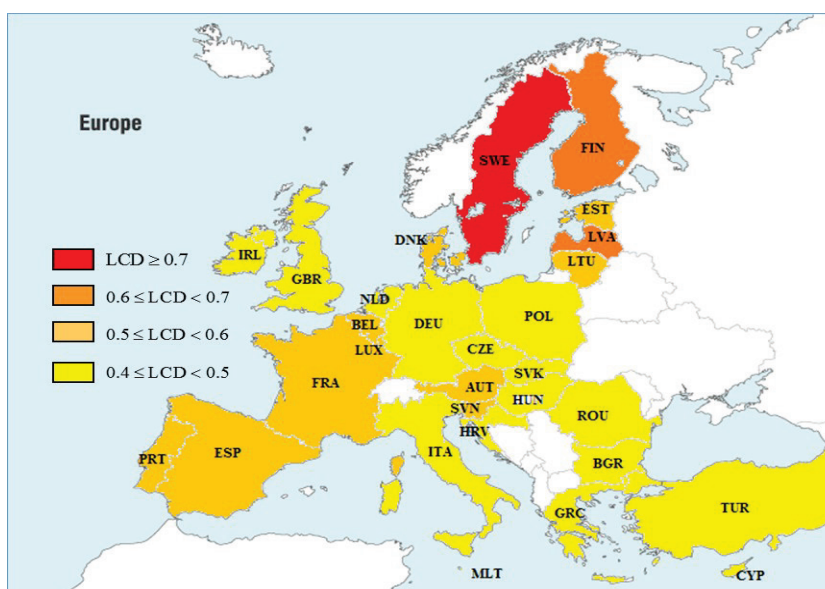 Europe
SWE
FIN
EST
LVA
LTU
DNK
IRL
GBR
LCD ≥ 0.7
0.6 ≤ LCD < 0.7
0.5 ≤ LCD < 0.6
0.4 ≤ LCD < 0.5
NLD
BEL
LUX
DEU
POL
CZE
SVK
AUT
HUN
FRA
SVN
HRV
ROU
PRT
ESP
ITA
BGR
GRC
TUR
MLT
CYP